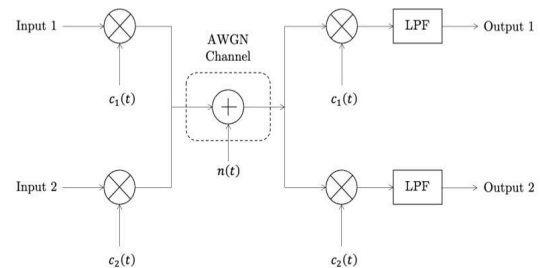 Input 1
LPF
Output 1
AWGN
Channel
c₁(t)
c₁(t)
n(t)
Input 2
LPF
Output 2
c₂(t)
c₂(t)